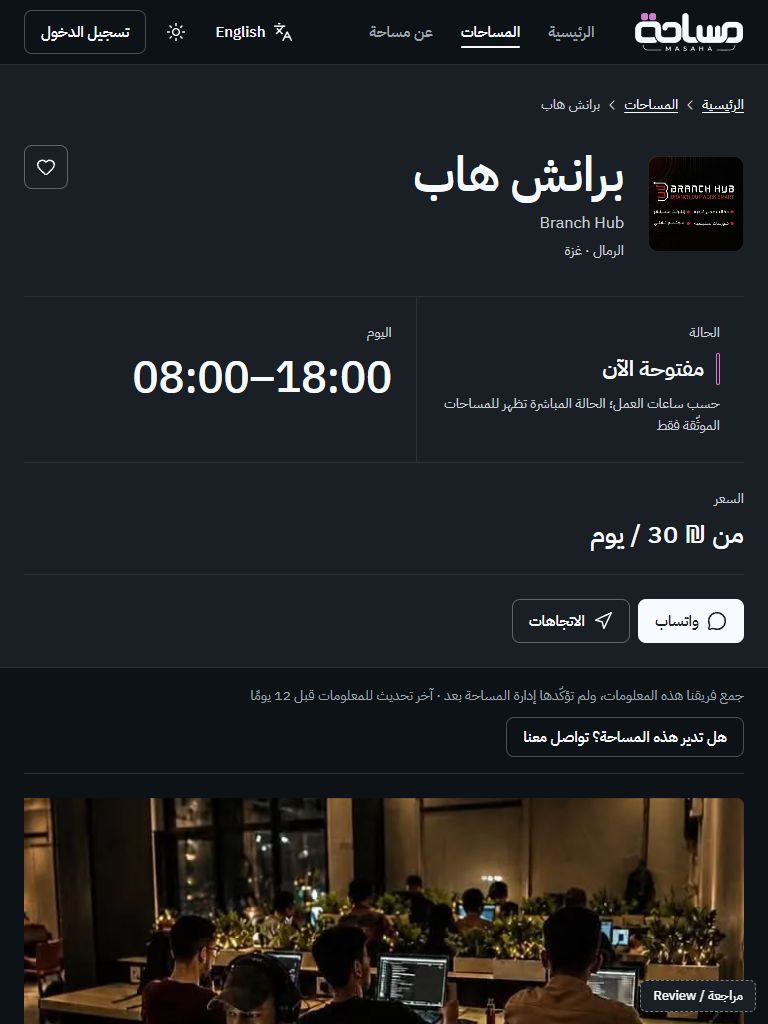 مساحة
MASAHA
الرئيسية
المساحات
عن مساحة
English
تسجيل الدخول
الرئيسية > المساحات > برانش هاب
BRANCH HUB
برانش هاب
Branch Hub
الرمال · غزة
الحالة
مفتوحة الآن
حسب ساعات العمل؛ الحالة المباشرة تظهر للمساحات
الموثّقة فقط
اليوم
08:00–18:00
السعر
من ₪ 30 / يوم
واتساب
الاتجاهات
جمع فريقنا هذه المعلومات، ولم تؤكّدها إدارة المساحة بعد · آخر تحديث للمعلومات قبل 12 يومًا
هل تدير هذه المساحة؟ تواصل معنا
مراجعة / Review